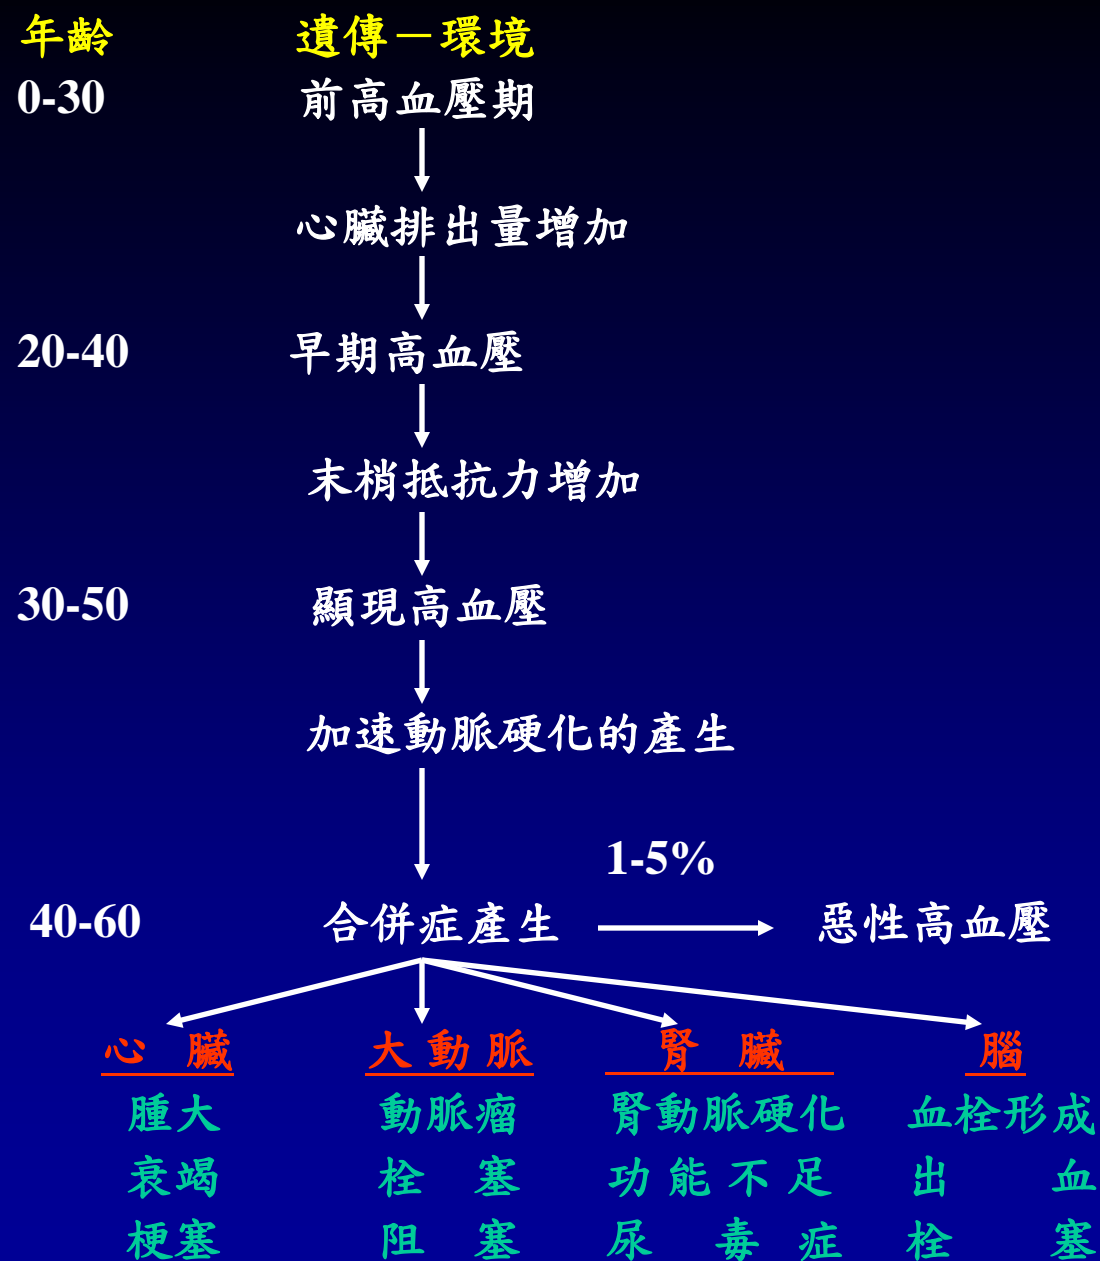 年齡 遺傳－環境
0-30 前高血壓期
心臟排出量增加
20-40 早期高血壓
末梢抵抗力增加
30-50 顯現高血壓
加速動脈硬化的產生
1-5%
40-60 合併症產生 惡性高血壓
心臟 大動脈 腎臟 腦
腫大 動脈瘤 腎動脈硬化 血栓形成
衰竭 栓塞 功能不足 出血
梗塞 阻塞 尿毒症 栓塞